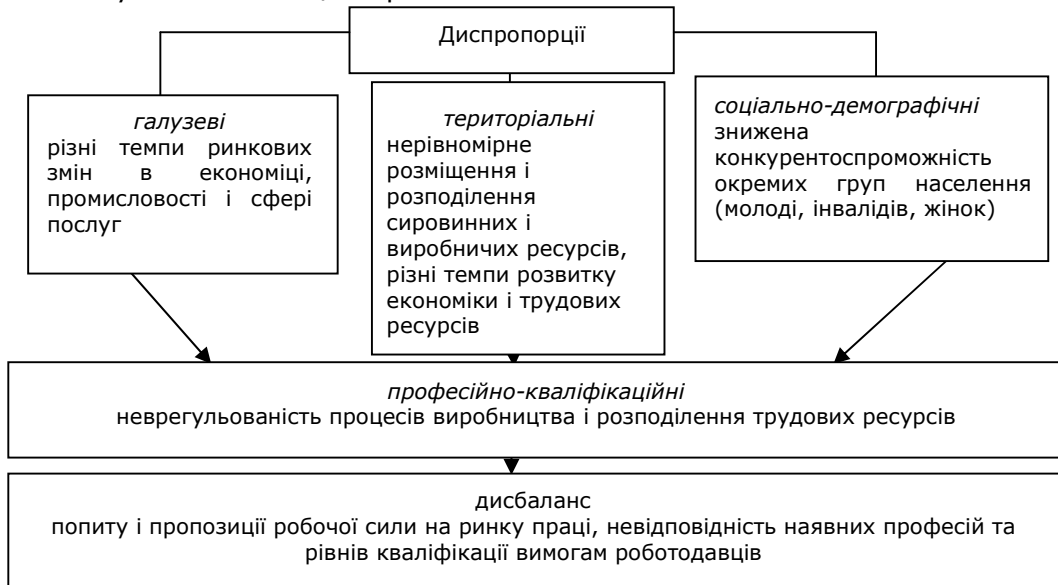 Диспропорції
галузеві
різні темпи ринкових
змін в економіці,
промисловості і сфері
послуг
територіальні
нерівномірне
розміщення і
розподілення
сировинних і
виробничих ресурсів,
різні темпи розвитку
економіки і трудових
ресурсів
соціально-демографічні
знижена
конкурентоспроможність
окремих груп населення
(молоді, інвалідів, жінок)
професійно-кваліфікаційні
неврегульованість процесів виробництва і розподілення трудових ресурсів
дисбаланс
попиту і пропозиції робочої сили на ринку праці, невідповідність наявних професій та
рівнів кваліфікації вимогам роботодавців